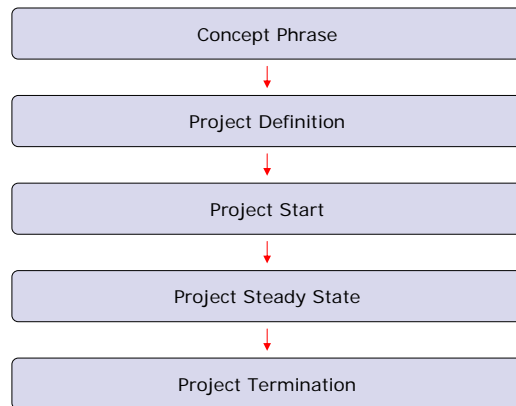 Concept Phrase
Project Definition
Project Start
Project Steady State
Project Termination